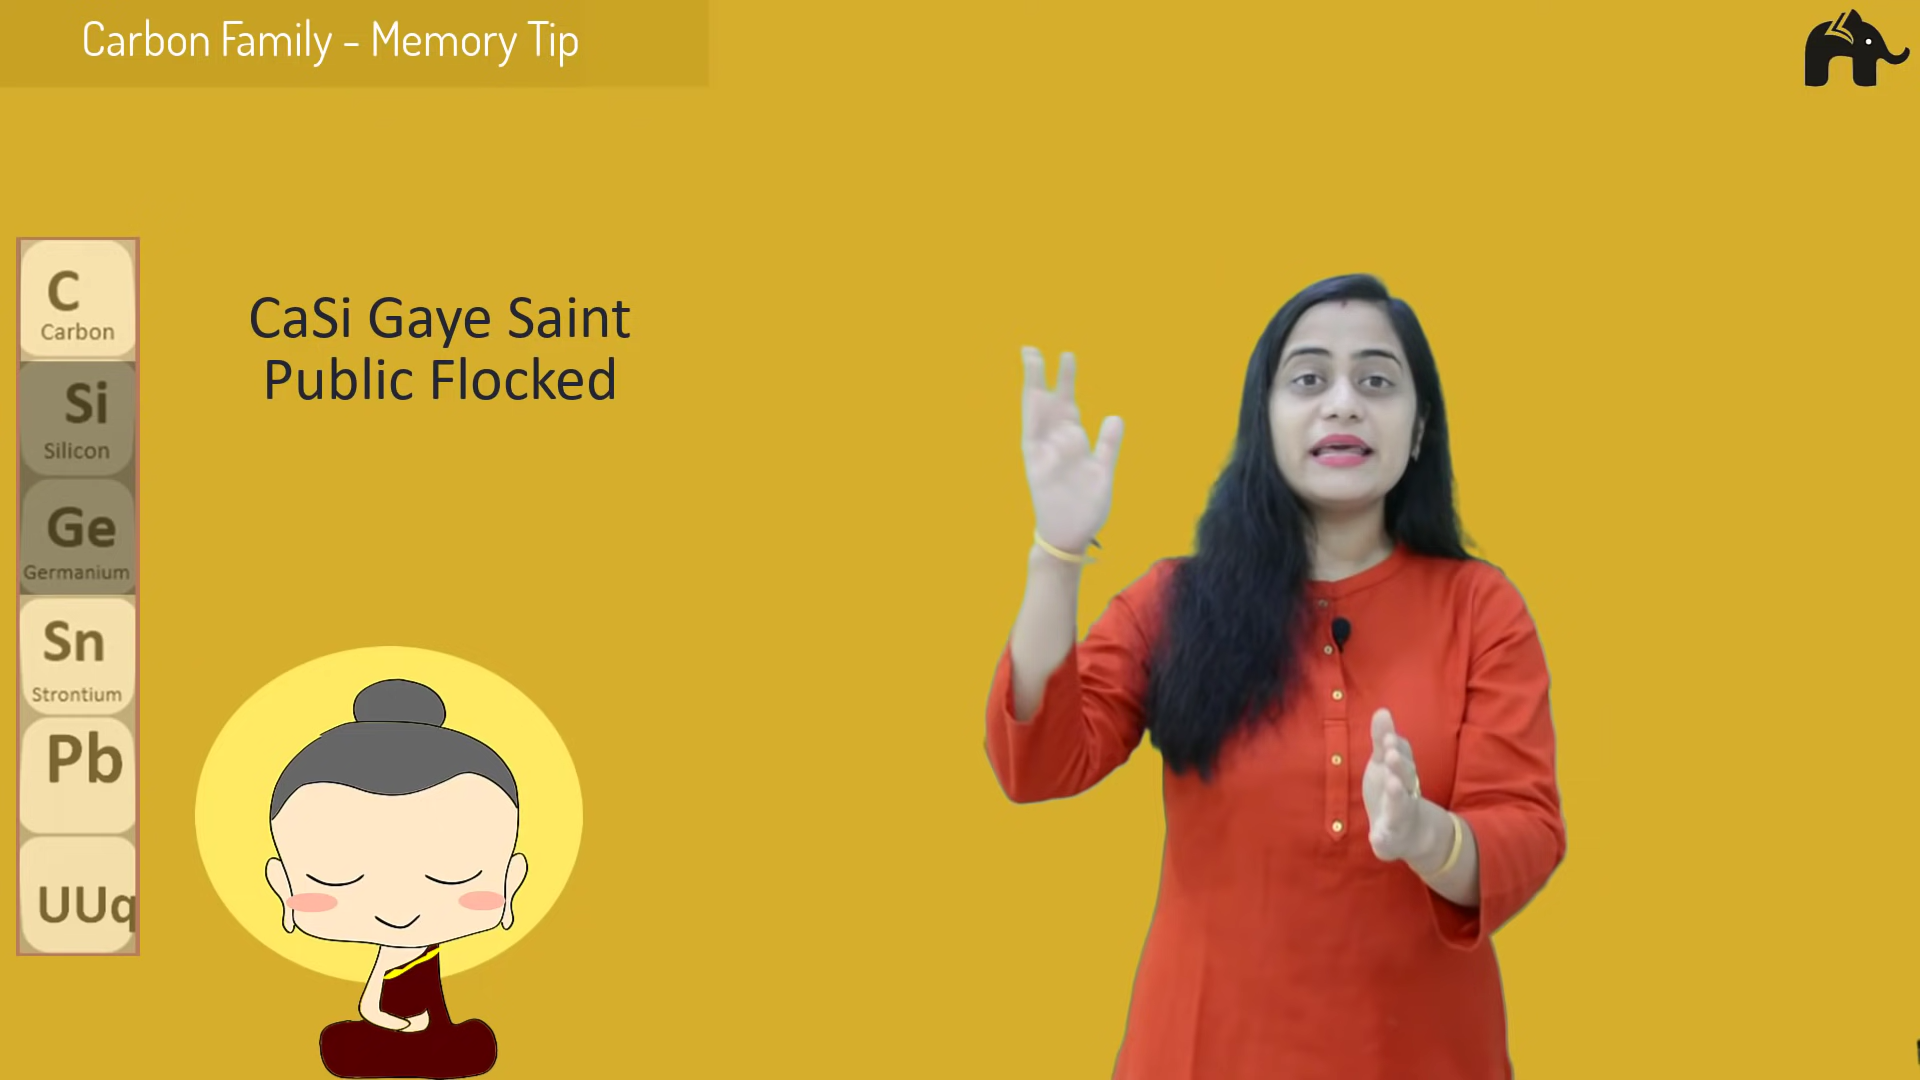 Carbon Family - Memory Tip
C
Carbon
Si
Silicon
Ge
Germanium
Sn
Strontium
Pb
UUq
CaSi Gaye Saint
Public Flocked